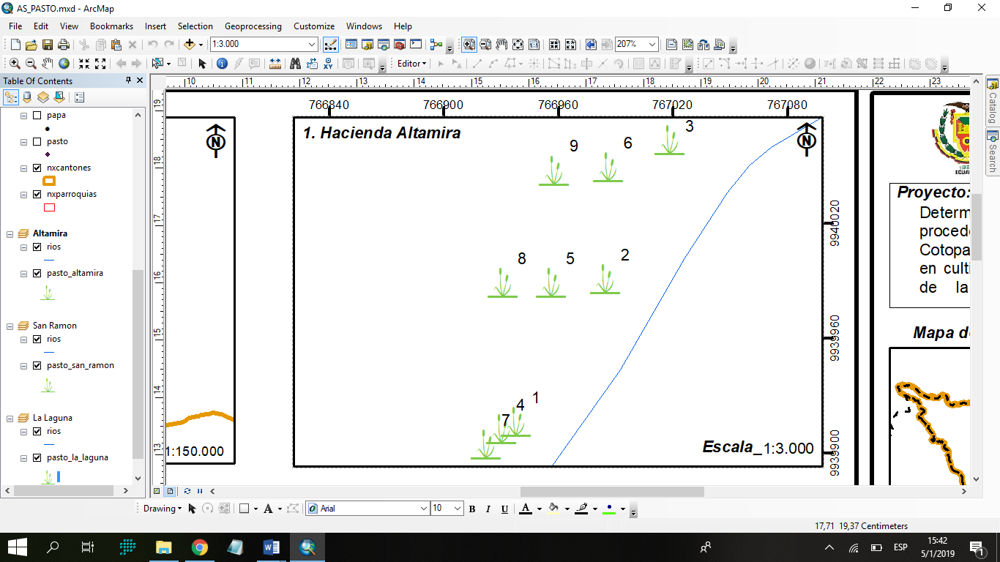 AS_PASTO.mxd - ArcMap
File Edit View Bookmarks Insert Selection Geoprocessing Customize Windows Help
1:3.000
207%
Editor
Table Of Contents
papa
pasto
nxcantones
nxparroquias
Altamira
rios
pasto_altamira
San Ramon
rios
pasto_san_ramon
La Laguna
rios
pasto_la_laguna
10 11 12 13 14 15 16 17 18 19 20 21 22 23
19
18
17
16
15
14
13
1:150.000
N
766840 766900 766960 767020 767080
1. Hacienda Altamira
N
3
6
9
2
5
8
1
4
7
9940020
9939960
9939900
Escala_1:3.000
ECUA
Proyecto:
Determ
proced
Cotopa
en culti
de la
Mapa d
Catalog
Search
Drawing
A
Arial
10
B I U A
17,71 19,37 Centimeters
ESP
15:42
5/1/2019
1